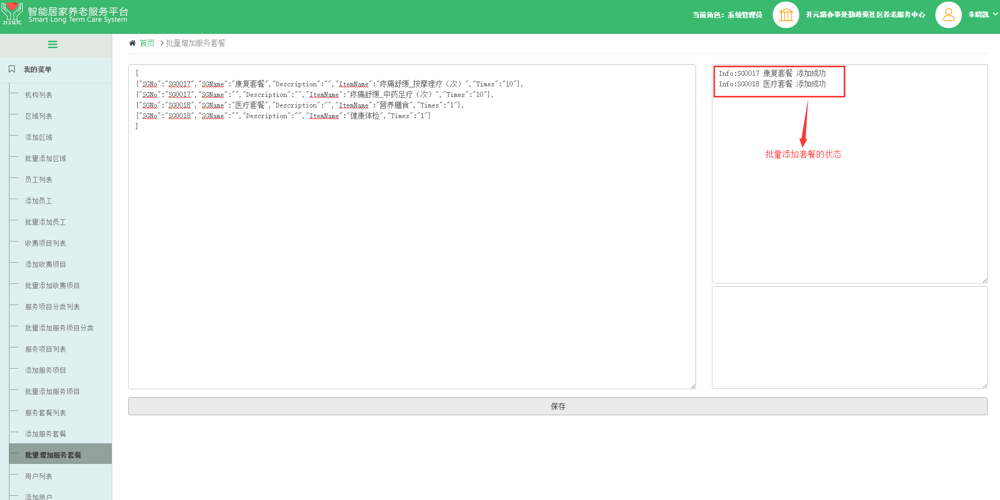 智能居家养老服务平台
Smart Long Term Care System
212SLTC
当前角色：系统管理员
开元路办事处勤政苑社区养老服务中心
朱晓凯
首页 > 批量增加服务套餐
我的菜单
机构列表
区域列表
添加区域
批量添加区域
员工列表
添加员工
批量添加员工
收费项目列表
添加收费项目
批量添加收费项目
服务项目分类列表
批量添加服务项目分类
服务项目列表
添加服务项目
批量添加服务项目
服务套餐列表
添加服务套餐
批量增加服务套餐
用户列表
添加用户
[
{"SGNo":"SG0017","SGName":"康复套餐","Description":"","ItemName":"疼痛舒缓_按摩理疗（次）","Times":"10"},
{"SGNo":"SG0017","SGName":"","Description":"","ItemName":"疼痛舒缓_中药足疗（次）","Times":"10"},
{"SGNo":"SG0018","SGName":"医疗套餐","Description":"","ItemName":"营养膳食","Times":"1"},
{"SGNo":"SG0018","SGName":"","Description":"","ItemName":"健康体检","Times":"1"}
]
Info:SG0017 康复套餐 添加成功
Info:SG0018 医疗套餐 添加成功
批量添加套餐的状态
保存